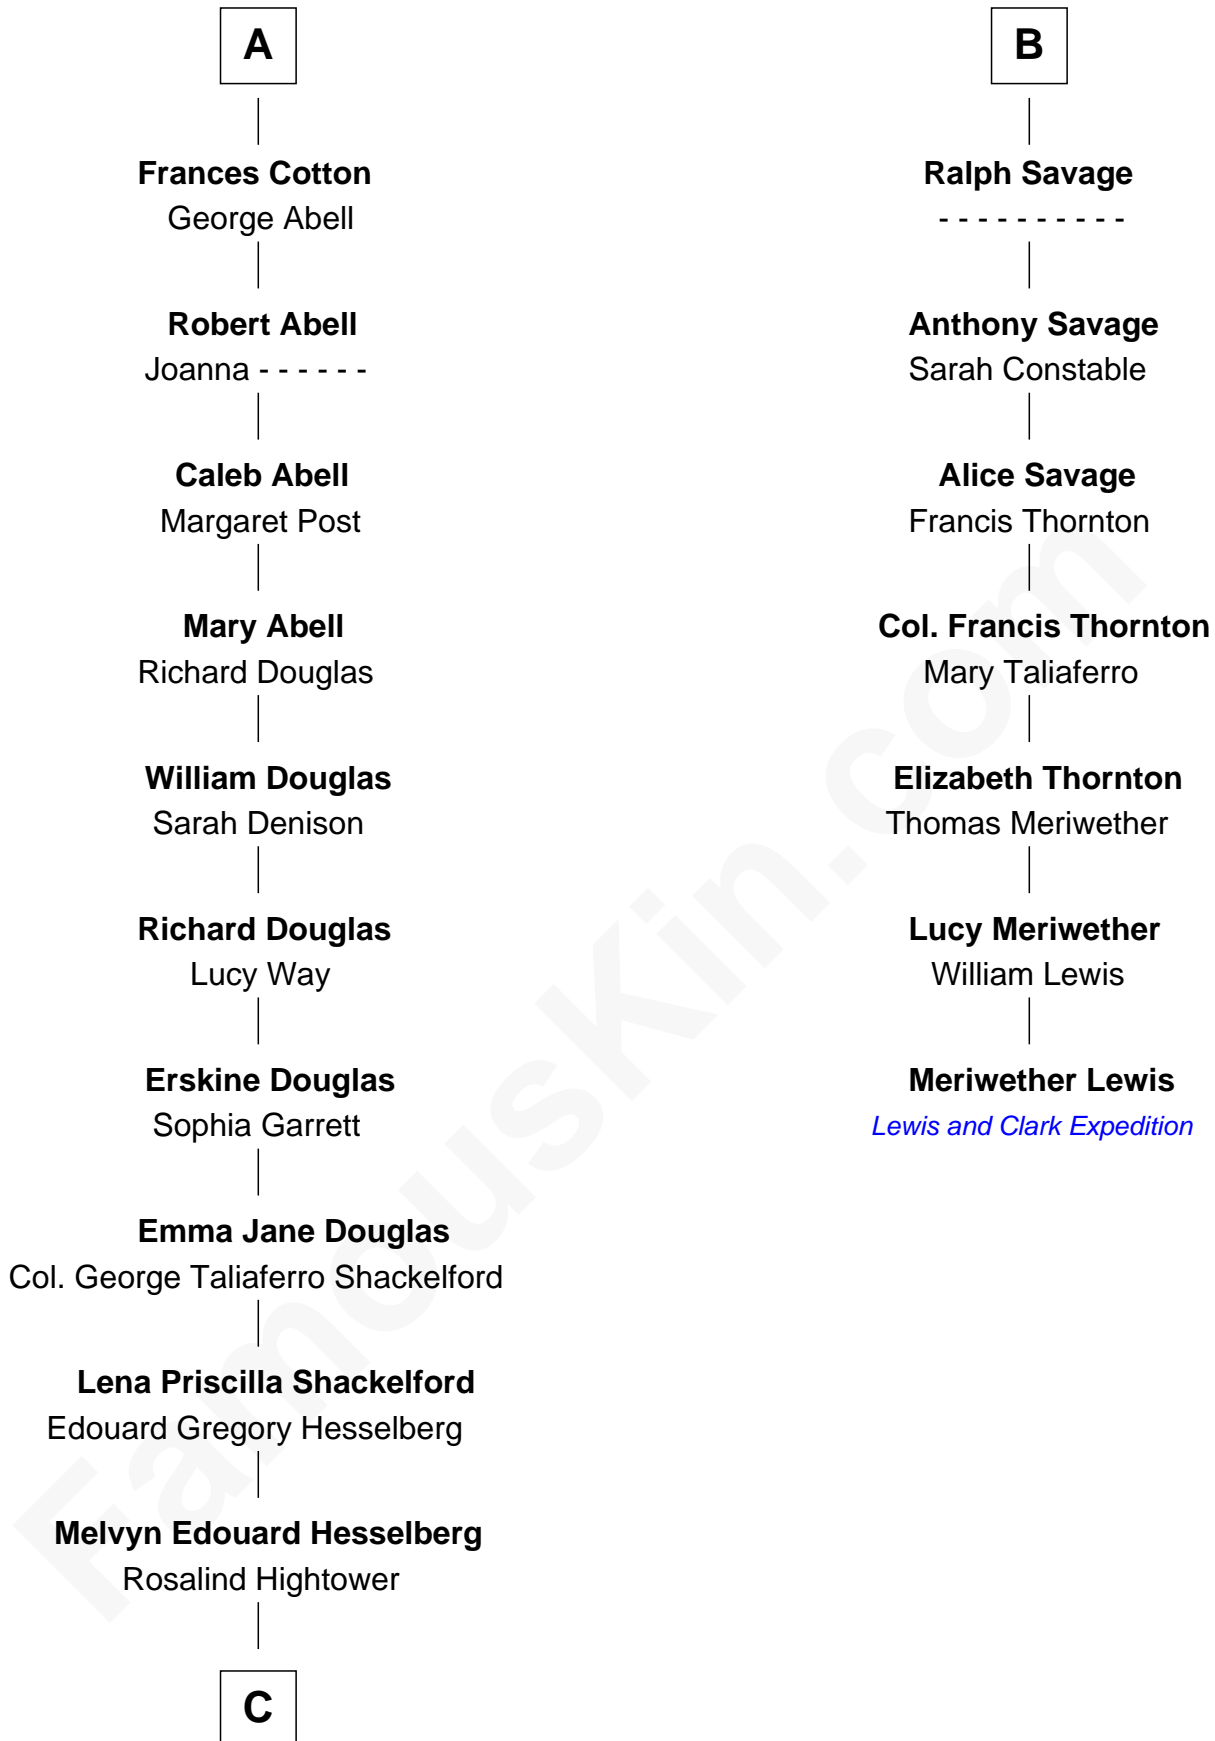 A
Frances Cotton
George Abell
Robert Abell
Joanna - - - - - -
Caleb Abell
Margaret Post
Mary Abell
Richard Douglas
William Douglas
Sarah Denison
Richard Douglas
Lucy Way
Erskine Douglas
Sophia Garrett
Emma Jane Douglas
Col. George Taliaferro Shackelford
Lena Priscilla Shackelford
Edouard Gregory Hesselberg
Melvyn Edouard Hesselberg
Rosalind Hightower
C
B
Ralph Savage
- - - - - - - - - -
Anthony Savage
Sarah Constable
Alice Savage
Francis Thornton
Col. Francis Thornton
Mary Taliaferro
Elizabeth Thornton
Thomas Meriwether
Lucy Meriwether
William Lewis
Meriwether Lewis
Lewis and Clark Expedition
FamousKin.com